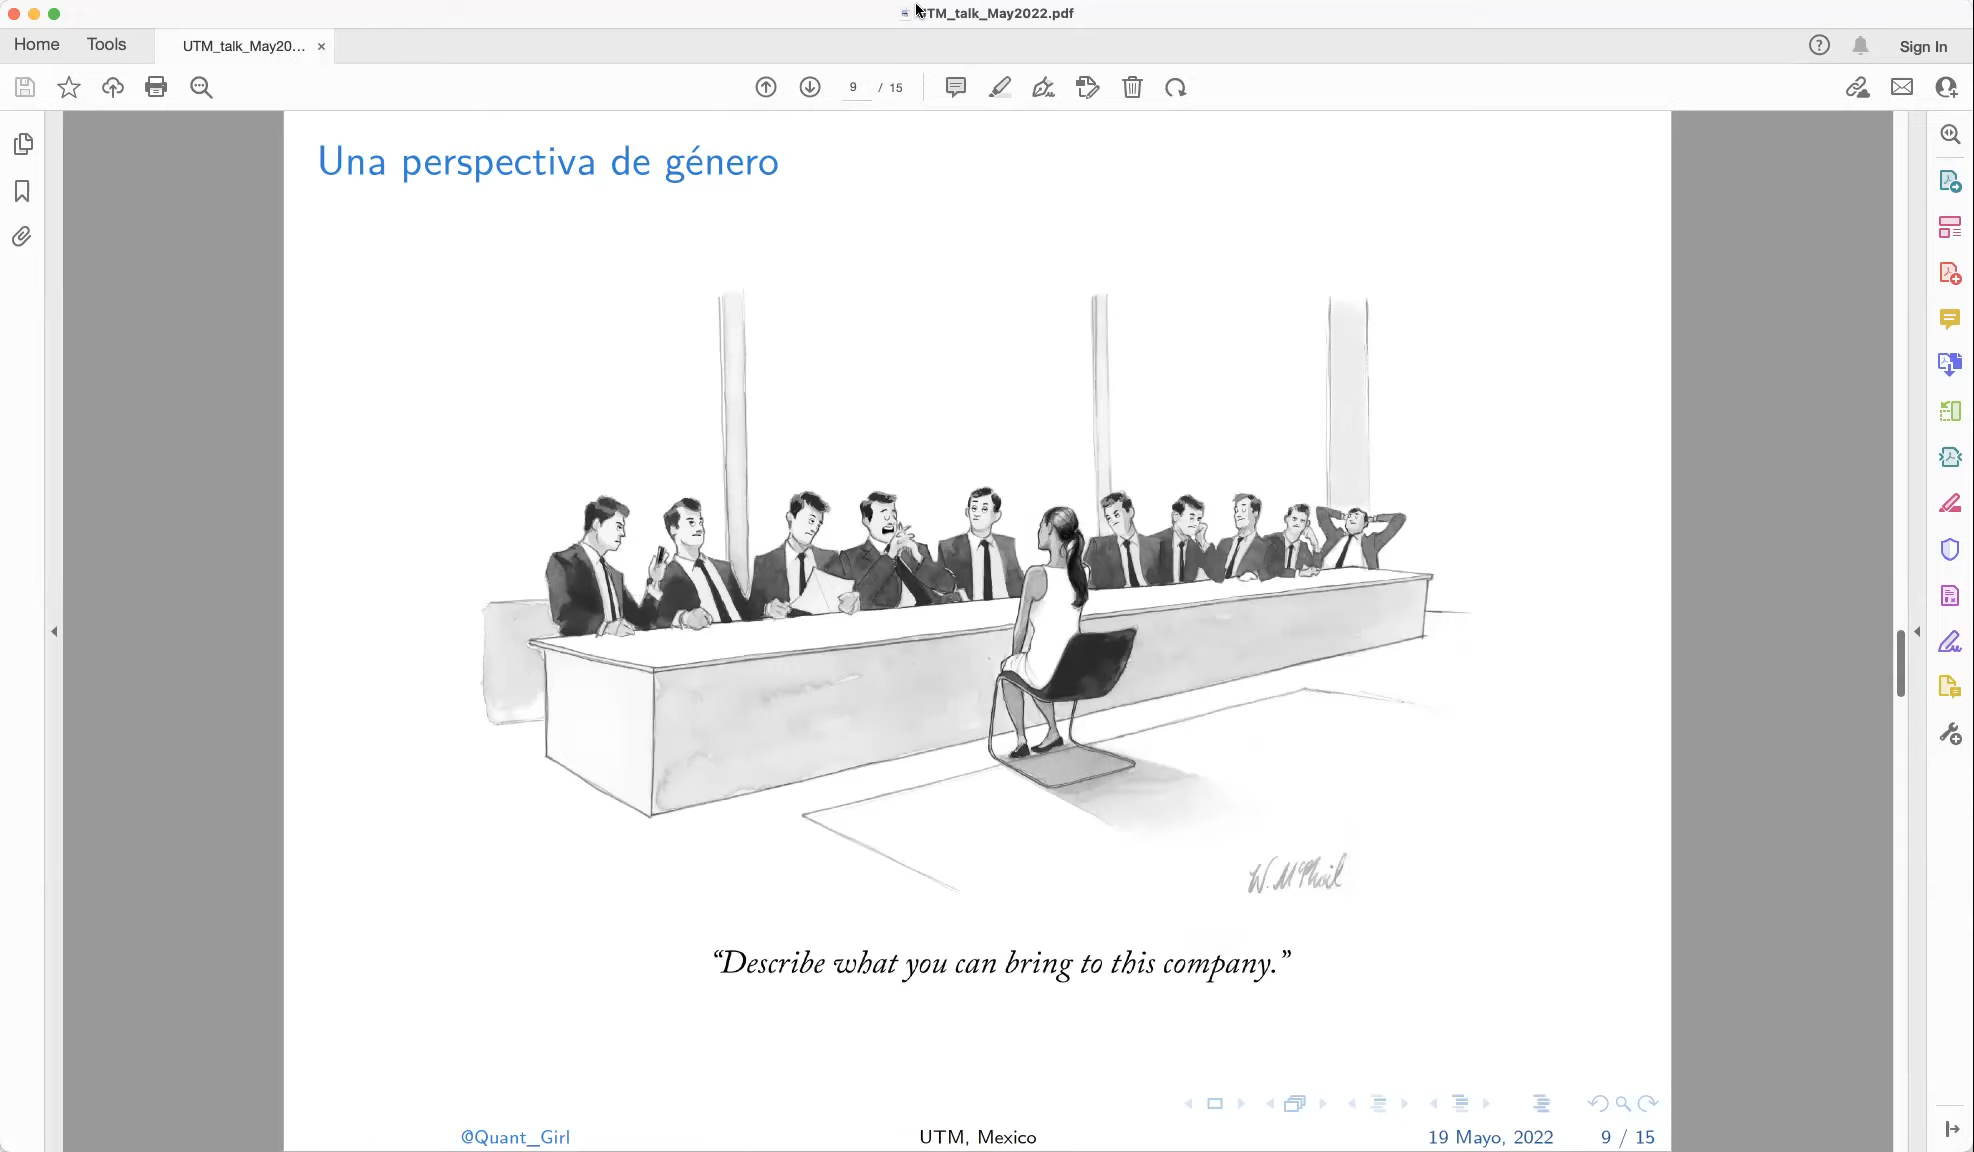 UTM_talk_May2022.pdf
Home
Tools
UTM_talk_May20...
Sign In
9 / 15
Una perspectiva de género
W. McPhail
“Describe what you can bring to this company.”
@Quant_Girl
UTM, Mexico
19 Mayo, 2022
9 / 15